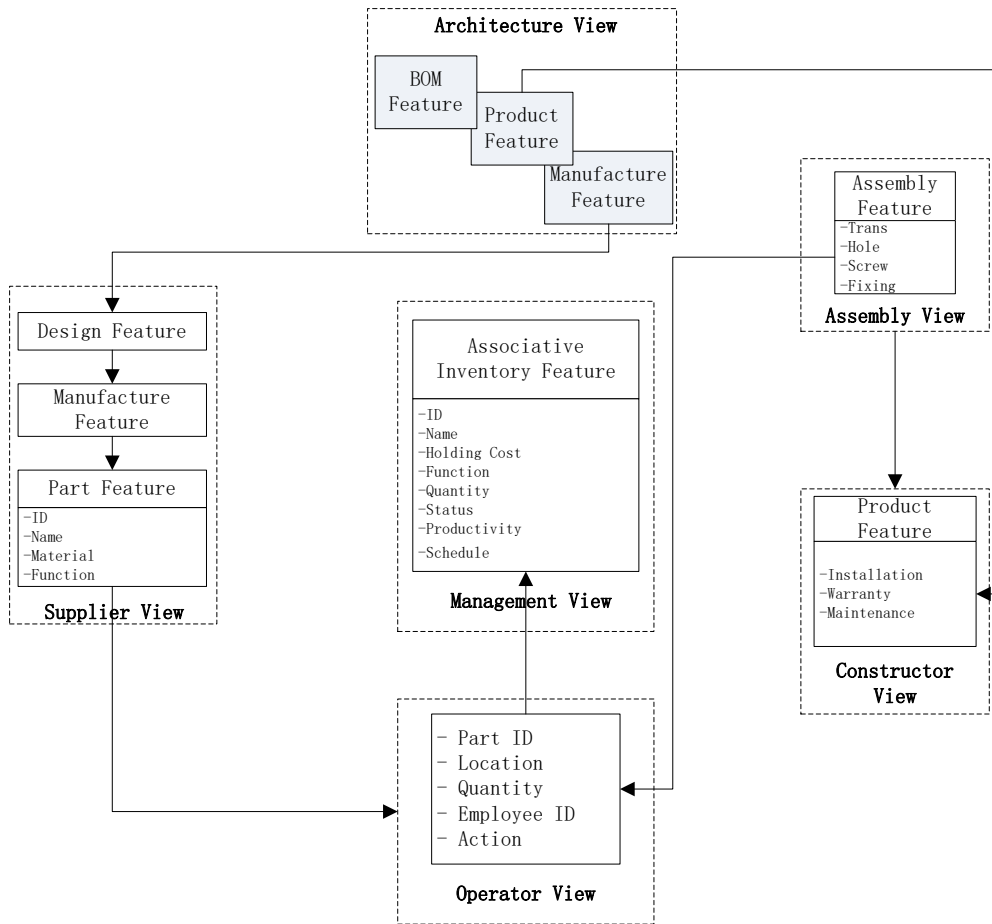 Architecture View
BOM
Feature
Product
Feature
Manufacture
Feature
Assembly
Feature
-Trans
-Hole
-Screw
-Fixing
Assembly View
Design Feature
Manufacture
Feature
Part Feature
-ID
-Name
-Material
-Function
Supplier View
Associative
Inventory Feature
-ID
-Name
-Holding Cost
-Function
-Quantity
-Status
-Productivity
-Schedule
Management View
Product
Feature
-Installation
-Warranty
-Maintenance
Constructor
View
- Part ID
- Location
- Quantity
- Employee ID
- Action
Operator View